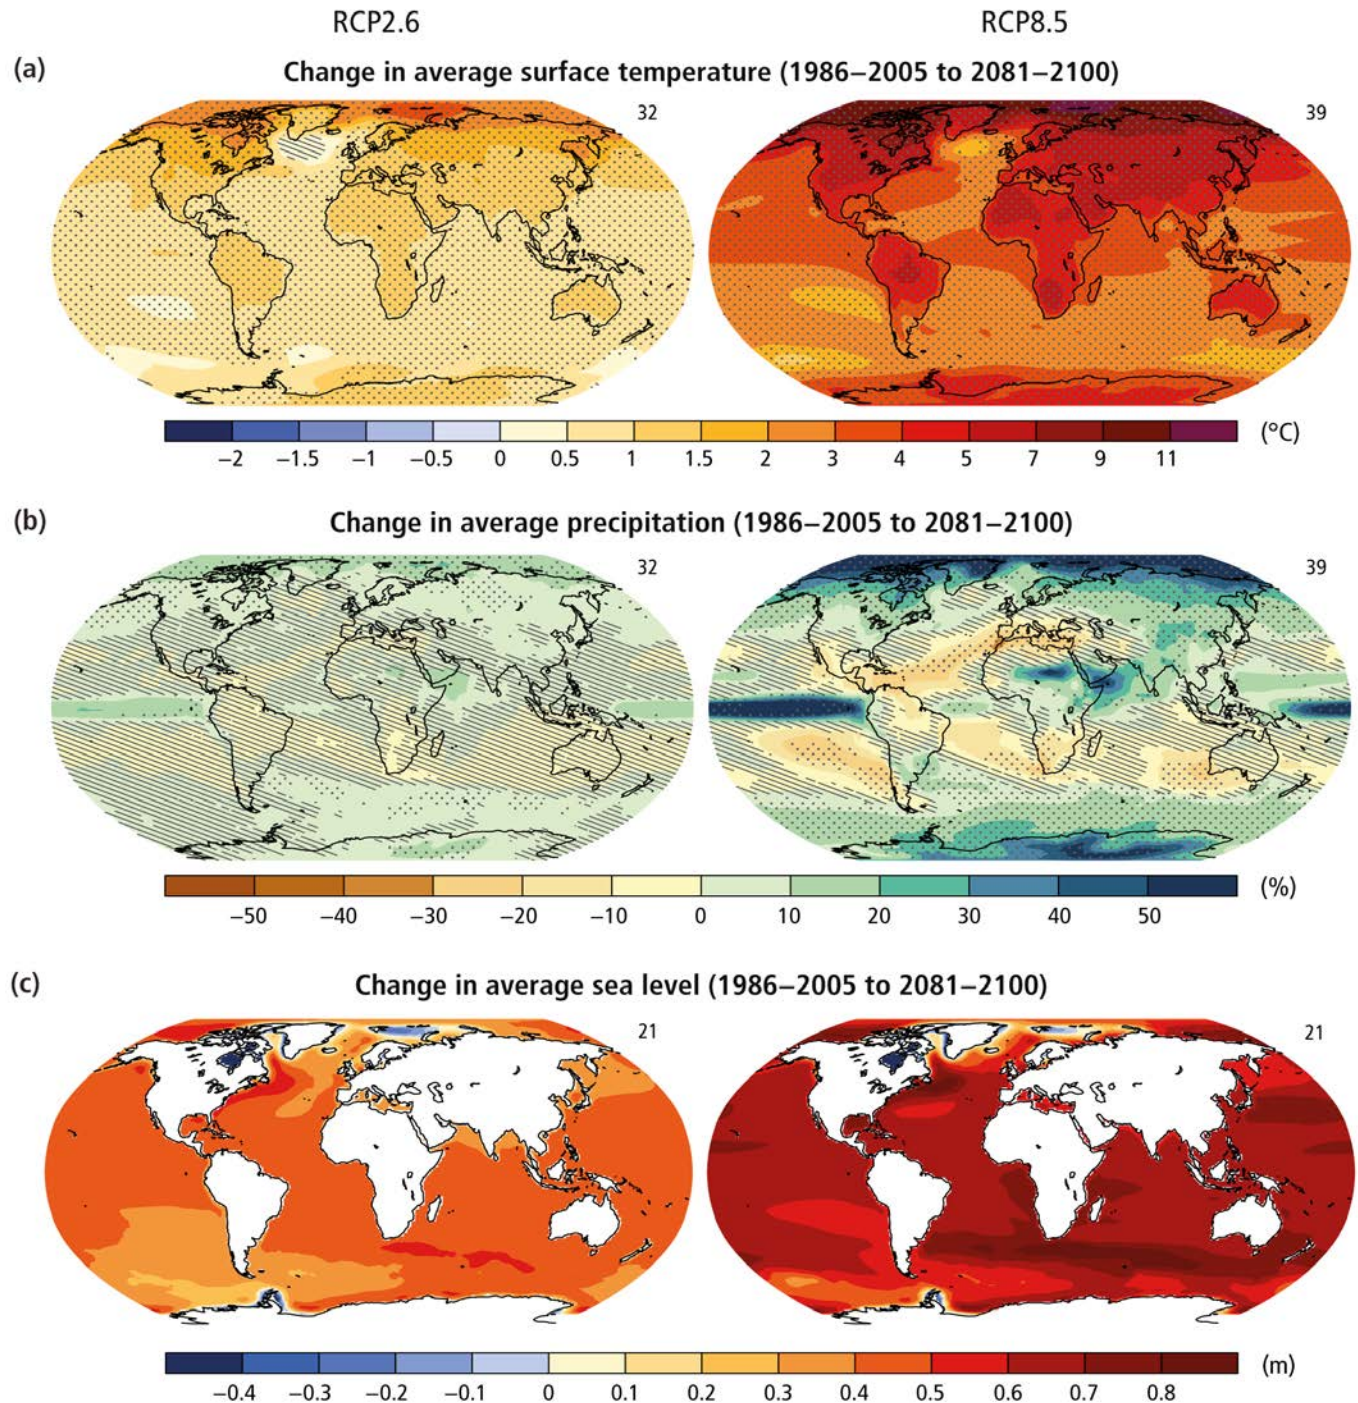 RCP2.6 RCP8.5
(a) Change in average surface temperature (1986–2005 to 2081–2100)
32 39
−2 −1.5 −1 −0.5 0 0.5 1 1.5 2 3 4 5 7 9 11 (°C)
(b) Change in average precipitation (1986–2005 to 2081–2100)
32 39
−50 −40 −30 −20 −10 0 10 20 30 40 50 (%)
(c) Change in average sea level (1986–2005 to 2081–2100)
21 21
−0.4 −0.3 −0.2 −0.1 0 0.1 0.2 0.3 0.4 0.5 0.6 0.7 0.8 (m)